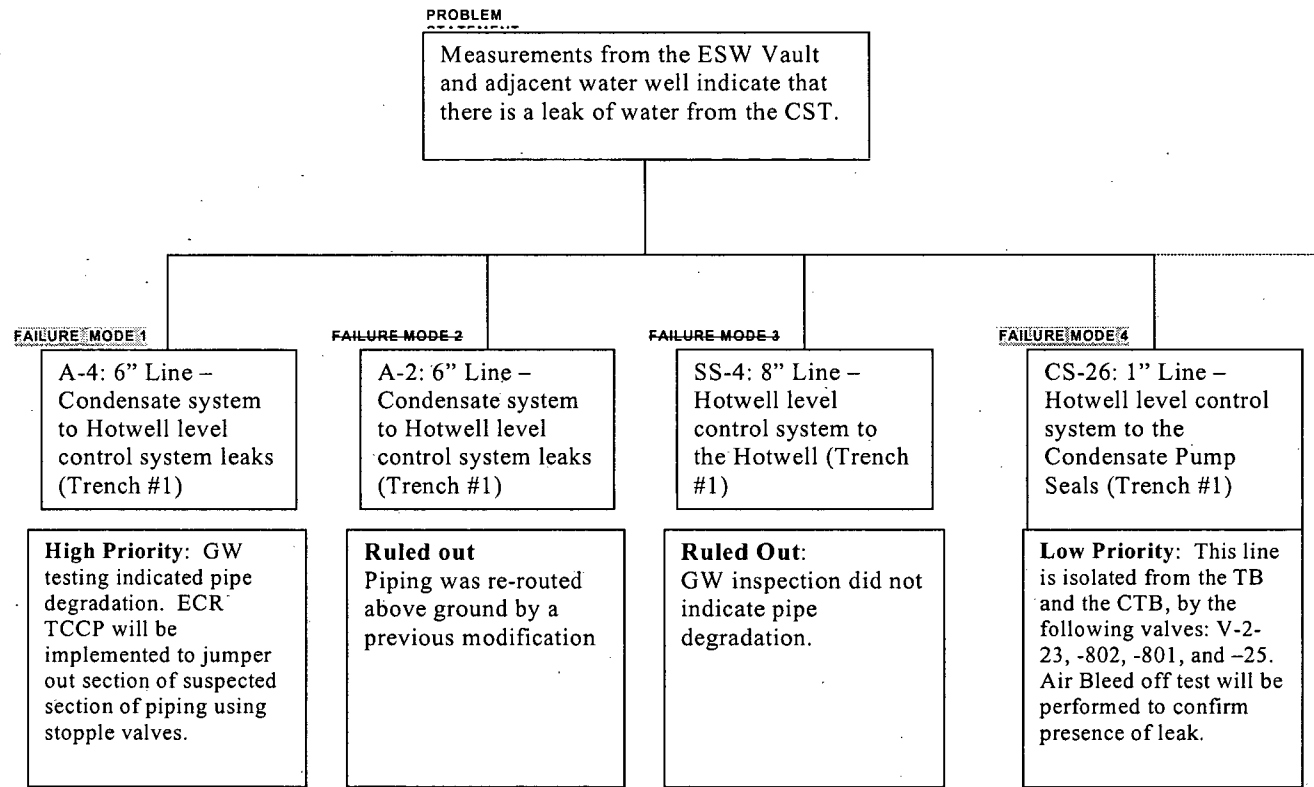 PROBLEM
STATEMENT
Measurements from the ESW Vault
and adjacent water well indicate that
there is a leak of water from the CST.
FAILURE MODE 1
A-4: 6” Line –
Condensate system
to Hotwell level
control system leaks
(Trench #1)
High Priority: GW
testing indicated pipe
degradation. ECR
TCCP will be
implemented to jumper
out section of suspected
section of piping using
stopple valves.
FAILURE MODE 2
A-2: 6” Line –
Condensate system
to Hotwell level
control system leaks
(Trench #1)
Ruled out
Piping was re-routed
above ground by a
previous modification
FAILURE MODE 3
SS-4: 8” Line –
Hotwell level
control system to
the Hotwell (Trench
#1)
Ruled Out:
GW inspection did not
indicate pipe
degradation.
FAILURE MODE 4
CS-26: 1” Line –
Hotwell level control
system to the
Condensate Pump
Seals (Trench #1)
Low Priority: This line
is isolated from the TB
and the CTB, by the
following valves: V-2-
23, -802, -801, and –25.
Air Bleed off test will be
performed to confirm
presence of leak.